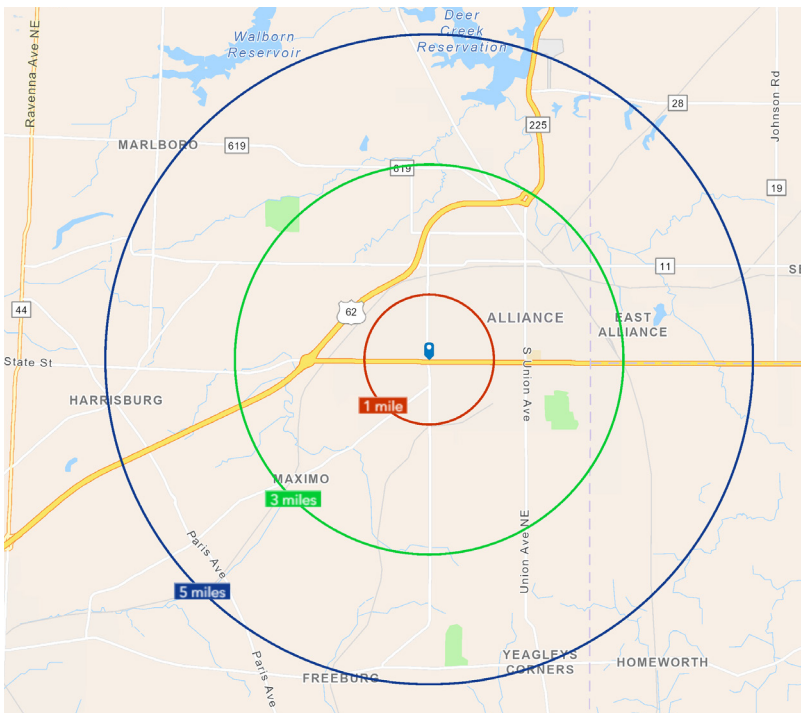 Deer
Creek
Reservation
Walborn
Reservoir
Ravenna Ave NE
28
Johnson Rd
225
MARLBORO
619
619
19
11
SE
44
62
ALLIANCE
EAST
ALLIANCE
State St
S Union Ave
HARRISBURG
1 mile
MAXIMO
3 miles
Paris Ave
Union Ave NE
5 miles
Paris Ave
YEAGLEYS
CORNERS
HOMEWORTH
FREEBURG